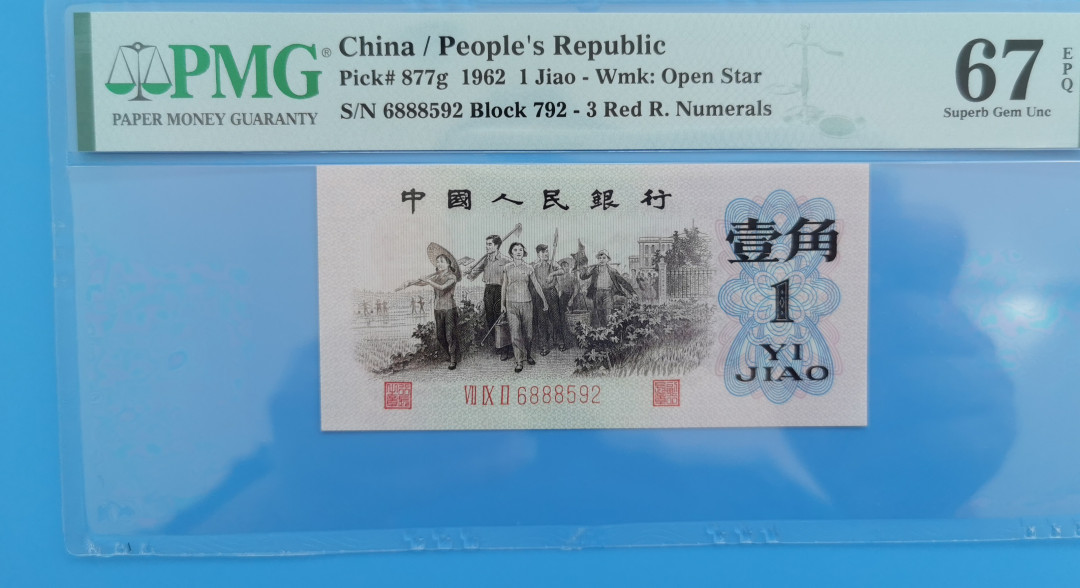 PMG®
PAPER MONEY GUARANTY
China / People's Republic
Pick# 877g 1962 1 Jiao - Wmk: Open Star
S/N 6888592 Block 792 - 3 Red R. Numerals
67 EPQ
Superb Gem Unc
中國人民銀行
壹角
1
YI
JIAO
VII IX II 6888592